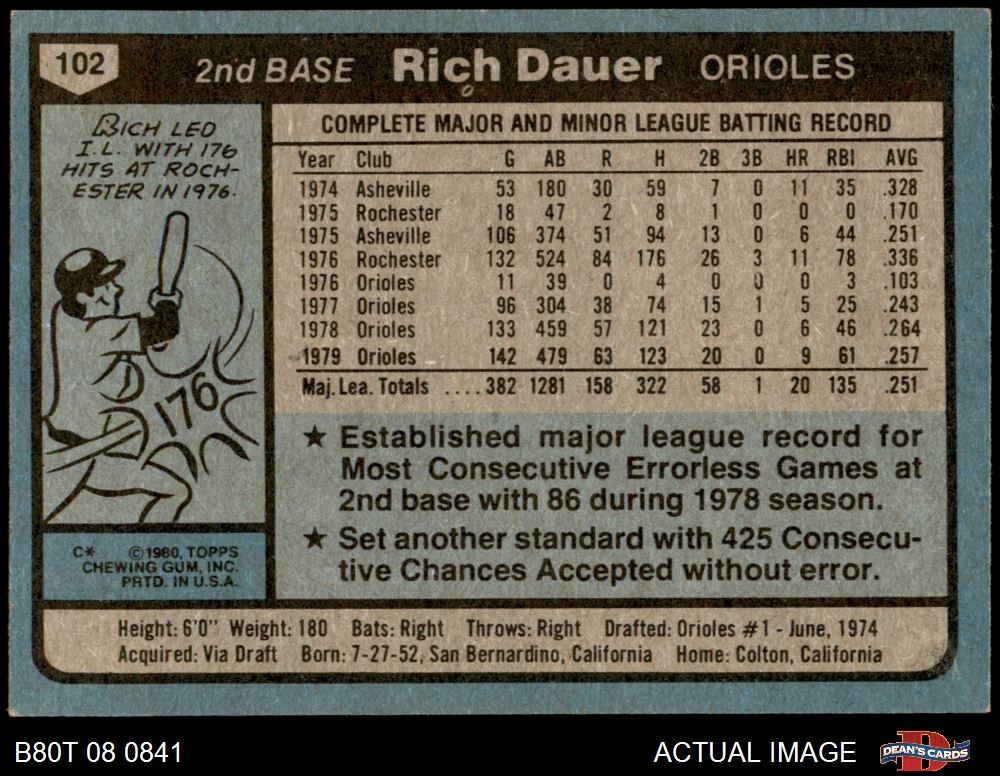 102 2nd BASE Rich Dauer ORIOLES
RICH LED
I.L. WITH 176
HITS AT ROCH-
ESTER IN 1976.
176
C* ©1980, TOPPS
CHEWING GUM, INC.
PRTD. IN U.S.A.
COMPLETE MAJOR AND MINOR LEAGUE BATTING RECORD
Year Club G AB R H 2B 3B HR RBI AVG
1974 Asheville 53 180 30 59 7 0 11 35 .328
1975 Rochester 18 47 2 8 1 0 0 0 .170
1975 Asheville 106 374 51 94 13 0 6 44 .251
1976 Rochester 132 524 84 176 26 3 11 78 .336
1976 Orioles 11 39 0 4 0 0 0 3 .103
1977 Orioles 96 304 38 74 15 1 5 25 .243
1978 Orioles 133 459 57 121 23 0 6 46 .264
1979 Orioles 142 479 63 123 20 0 9 61 .257
Maj. Lea. Totals ....382 1281 158 322 58 1 20 135 .251
★ Established major league record for
Most Consecutive Errorless Games at
2nd base with 86 during 1978 season.
★ Set another standard with 425 Consecu-
tive Chances Accepted without error.
Height: 6'0" Weight: 180 Bats: Right Throws: Right Drafted: Orioles #1 - June, 1974
Acquired: Via Draft Born: 7-27-52, San Bernardino, California Home: Colton, California
B80T 08 0841 ACTUAL IMAGE DEAN'S CARDS